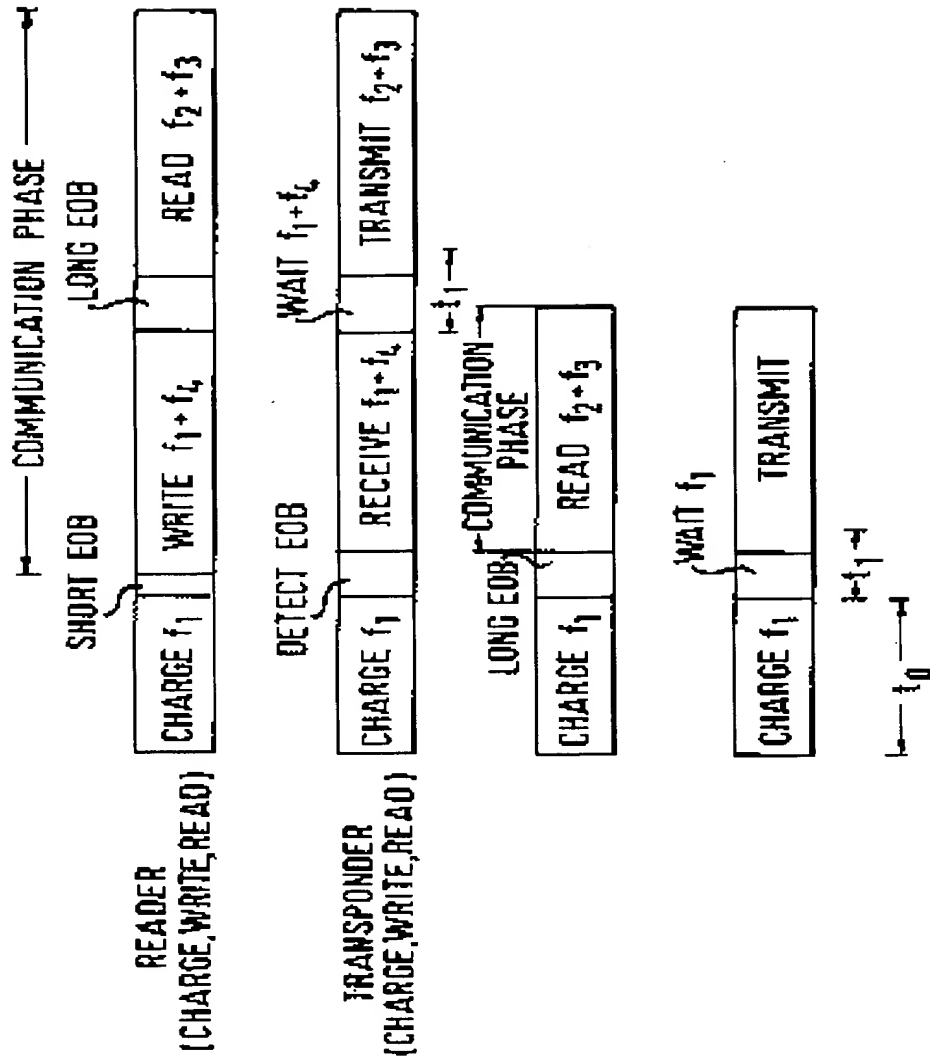 COMMUNICATION PHASE
SHORT EOB
LONG EOB
READER
(CHARGE,WRITE,READ)
CHARGE f₁
WRITE f₁+f₄
READ f₂+f₃
DETECT EOB
WAIT f₁+f₄
TRANSPONDER
(CHARGE,WRITE,READ)
CHARGE f₁
RECEIVE f₁+f₄
TRANSMIT f₂+f₃
t₁
COMMUNICATION
PHASE
LONG EOB
CHARGE f₁
READ f₂+f₃
WAIT f₁
CHARGE f₁
TRANSMIT
t₁
t₀